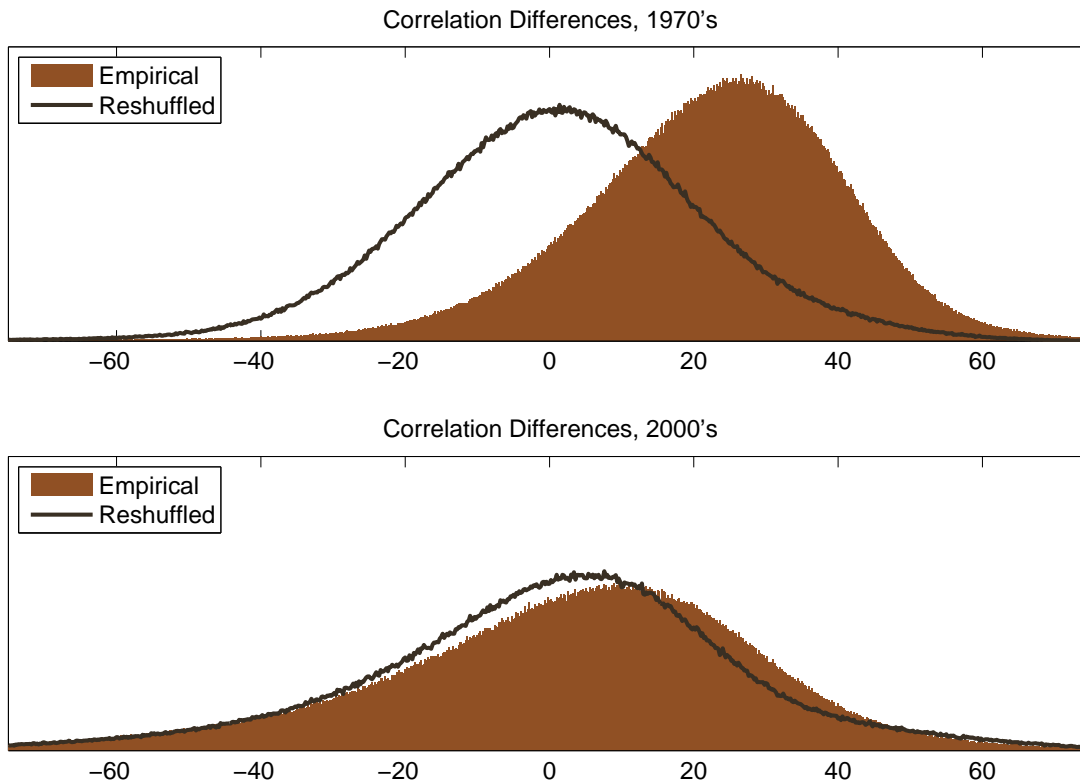 Correlation Differences, 1970's
Empirical
Reshuffled
−60 −40 −20 0 20 40 60
Correlation Differences, 2000's
Empirical
Reshuffled
−60 −40 −20 0 20 40 60